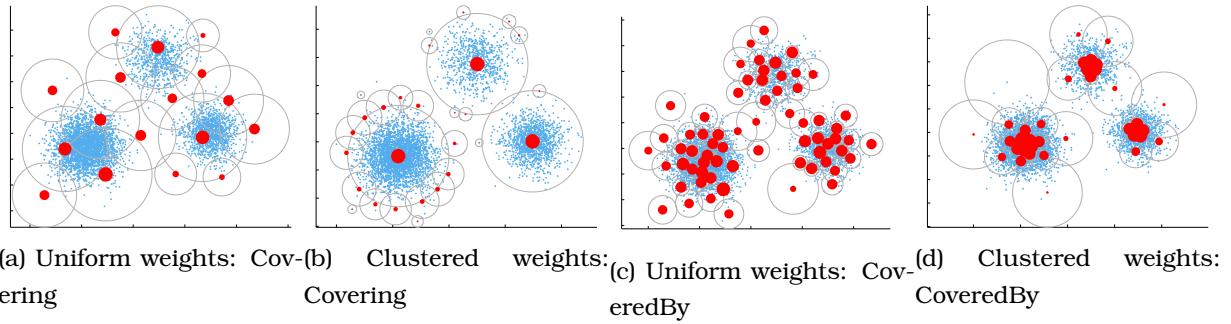 (a) Uniform weights: Cov-
ering
(b) Clustered weights:
Covering
(c) Uniform weights: Cov-
eredBy
(d) Clustered weights:
CoveredBy